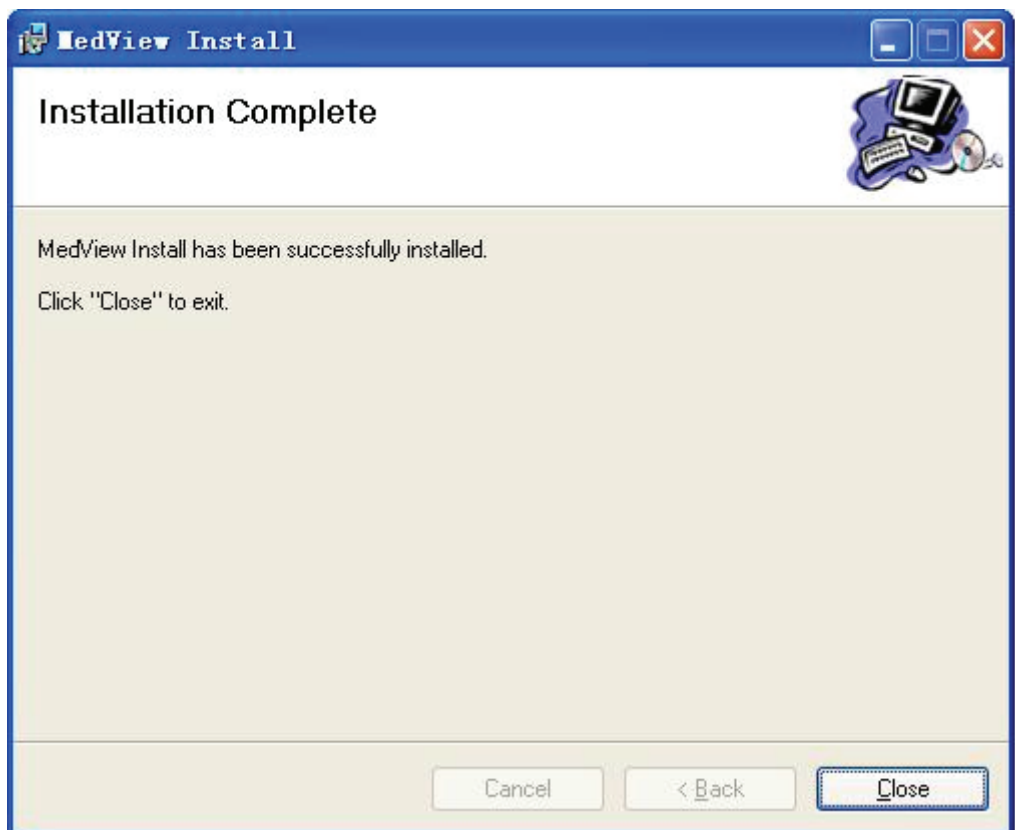 MedView Install
Installation Complete
MedView Install has been successfully installed.
Click "Close" to exit.
Cancel
< Back
Close